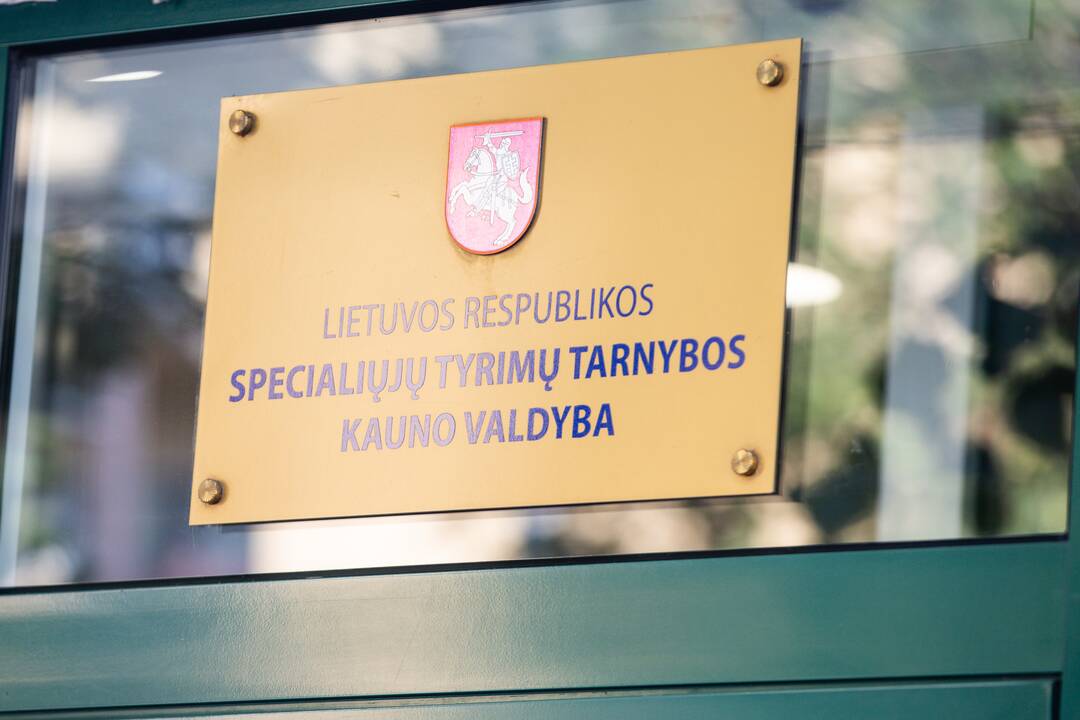 LIETUVOS RESPUBLIKOS
SPECIALIŲJŲ TYRIMŲ TARNYBOS
KAUNO VALDYBA